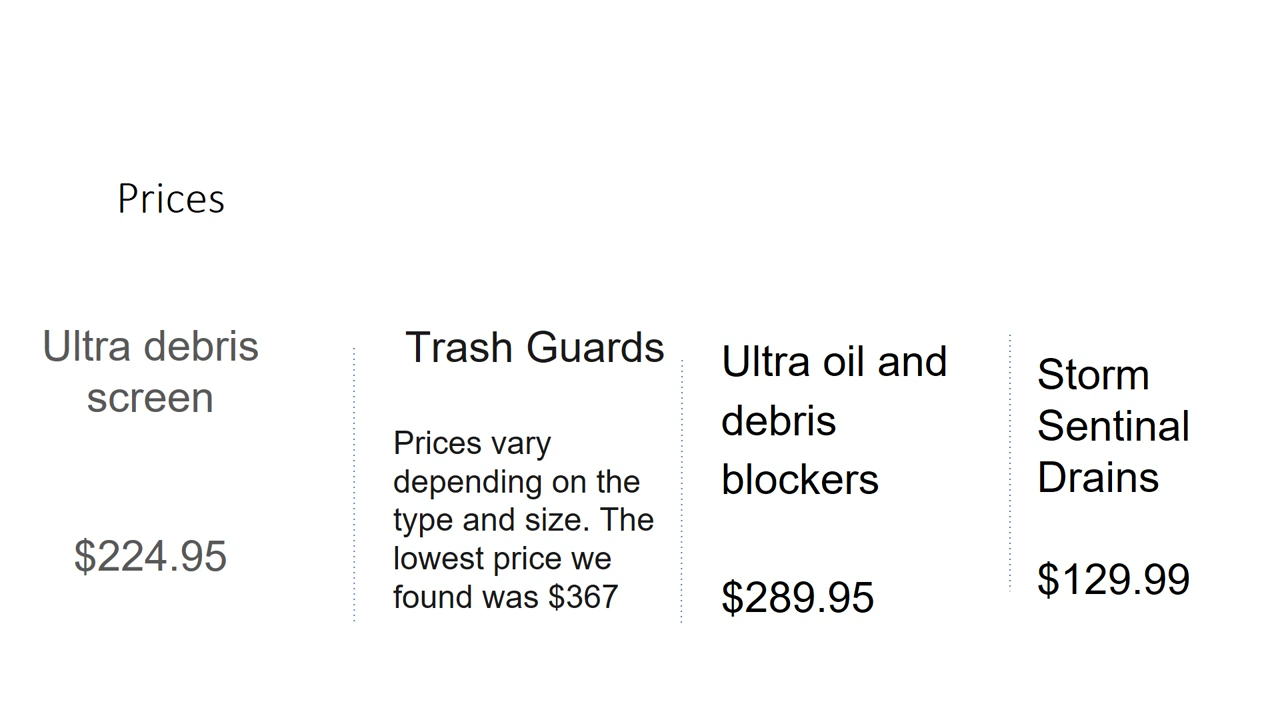 Prices
Ultra debris
screen
$224.95
Trash Guards
Prices vary
depending on the
type and size. The
lowest price we
found was $367
Ultra oil and
debris
blockers
$289.95
Storm
Sentinal
Drains
$129.99